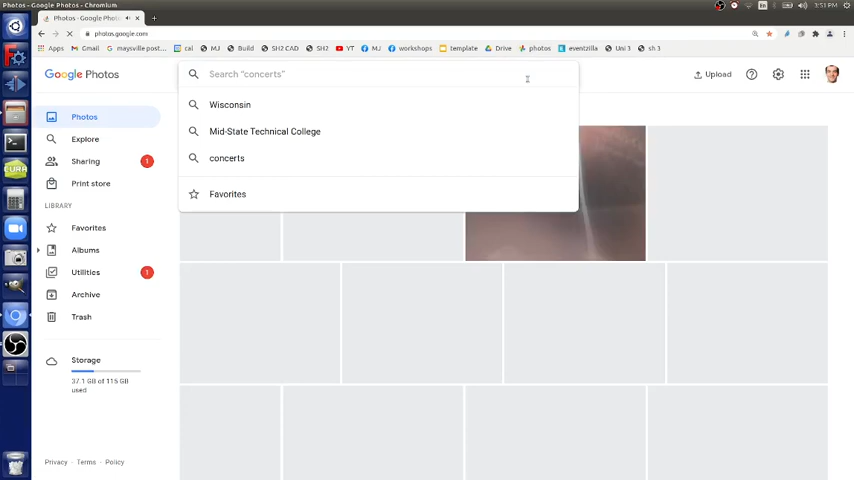 Photos - Google Photos - Chromium
En
3:51 PM
Photos - Google Phot
photos.google.com
Apps
Gmail
maysville post...
cal
MJ
Build
SH2 CAD
SH2
YT
MJ
workshops
template
Drive
photos
eventzilla
Uni 3
sh 3
Google Photos
Search "concerts"
Upload
Wisconsin
Mid-State Technical College
concerts
Favorites
Photos
Explore
Sharing
1
Print store
LIBRARY
Favorites
Albums
Utilities
1
Archive
Trash
Storage
37.1 GB of 115 GB
used
Privacy · Terms · Policy
CURA